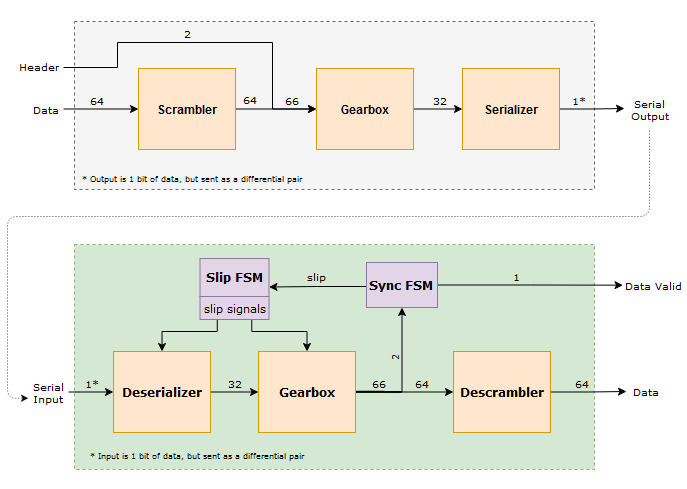 2
Header
Data
64
Scrambler
64
66
Gearbox
32
Serializer
1*
Serial
Output
* Output is 1 bit of data, but sent as a differential pair
Slip FSM
slip signals
slip
Sync FSM
1
Data Valid
2
Serial
Input
1*
Deserializer
32
Gearbox
66
64
Descrambler
64
Data
* Input is 1 bit of data, but sent as a differential pair